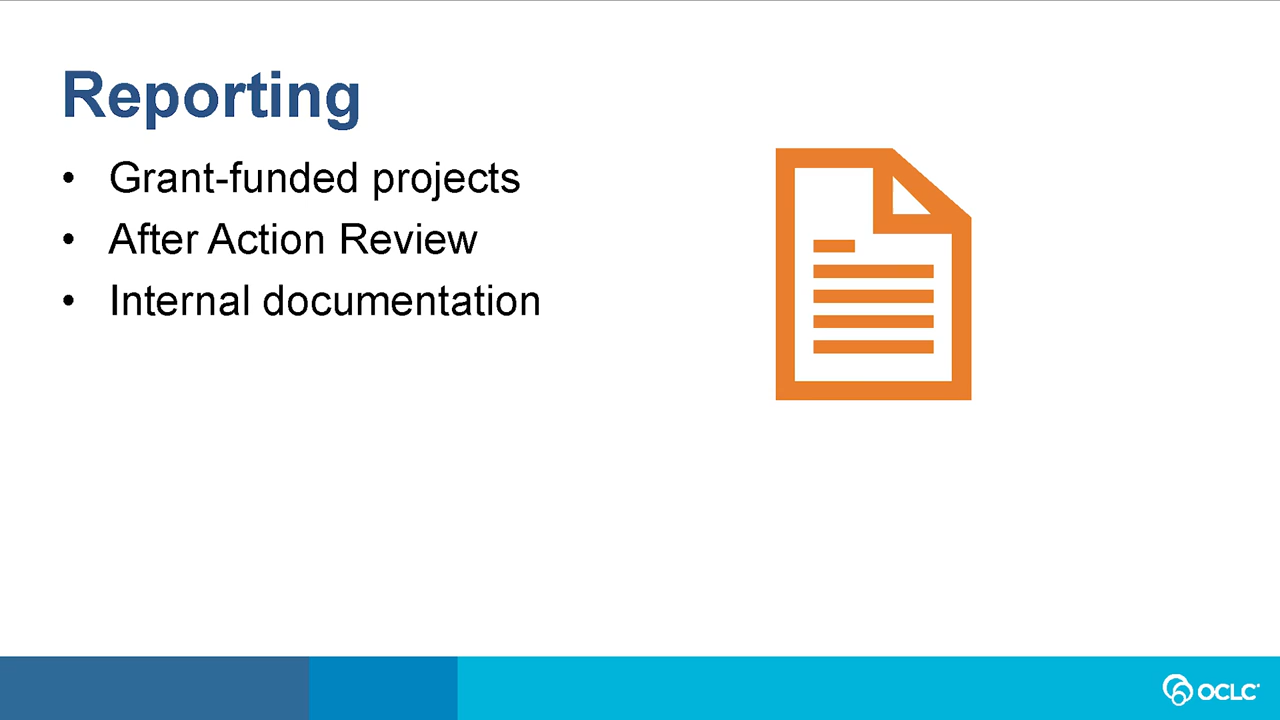 Reporting
• Grant-funded projects
• After Action Review
• Internal documentation
OCLC